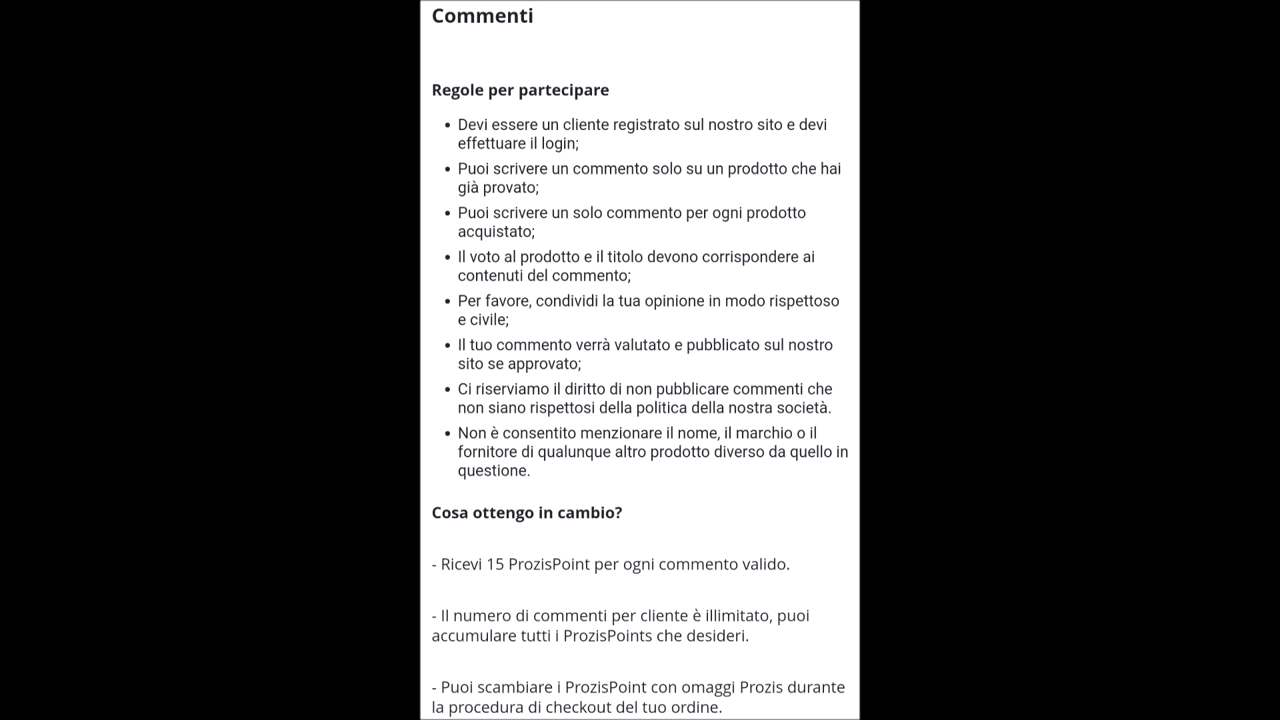 Commenti
Regole per partecipare
• Devi essere un cliente registrato sul nostro sito e devi
effettuare il login;
• Puoi scrivere un commento solo su un prodotto che hai
già provato;
• Puoi scrivere un solo commento per ogni prodotto
acquistato;
• Il voto al prodotto e il titolo devono corrispondere ai
contenuti del commento;
• Per favore, condividi la tua opinione in modo rispettoso
e civile;
• Il tuo commento verrà valutato e pubblicato sul nostro
sito se approvato;
• Ci riserviamo il diritto di non pubblicare commenti che
non siano rispettosi della politica della nostra società.
• Non è consentito menzionare il nome, il marchio o il
fornitore di qualunque altro prodotto diverso da quello in
questione.
Cosa ottengo in cambio?
- Ricevi 15 ProzisPoint per ogni commento valido.
- Il numero di commenti per cliente è illimitato, puoi
accumulare tutti i ProzisPoints che desideri.
- Puoi scambiare i ProzisPoint con omaggi Prozis durante
la procedura di checkout del tuo ordine.